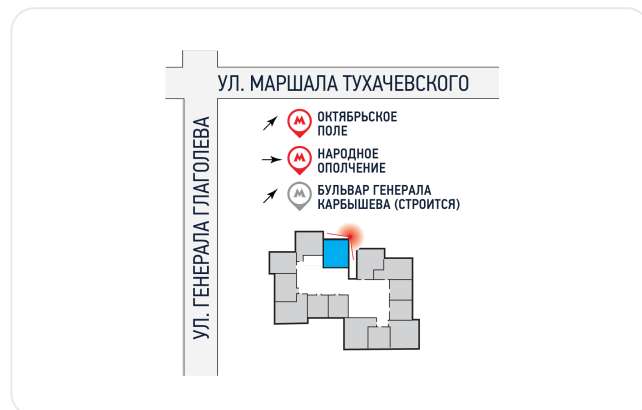 УЛ. МАРШАЛА ТУХАЧЕВСКОГО
УЛ. ГЕНЕРАЛА ГЛАГОЛЕВА
М ОКТЯБРЬСКОЕ
ПОЛЕ
М НАРОДНОЕ
ОПОЛЧЕНИЕ
М БУЛЬВАР ГЕНЕРАЛА
КАРБЫШЕВА (СТРОИТСЯ)